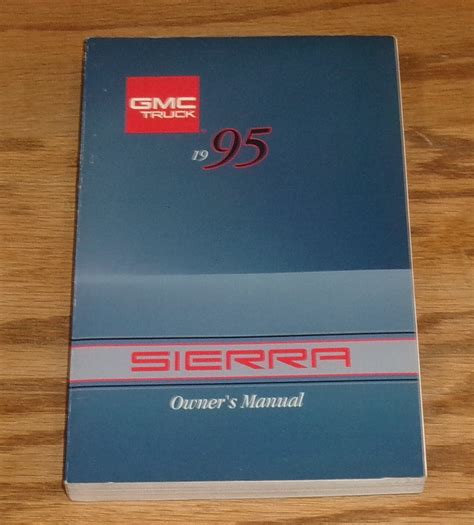 GMC
TRUCK
19 95
SIERRA
Owner's Manual